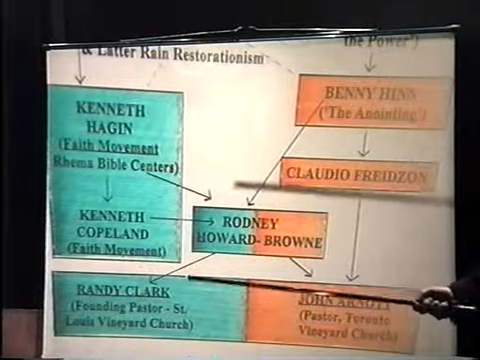 & Latter Rain Restorationism
the Power')
KENNETH
HAGIN
(Faith Movement
Rhema Bible Centers)
BENNY HINN
('The Anointing')
CLAUDIO FREIDZON
KENNETH
COPELAND
(Faith Movement)
RODNEY
HOWARD-BROWNE
RANDY CLARK
(Founding Pastor - St.
Louis Vineyard Church)
JOHN ARNOTT
(Pastor, Toronto
Vineyard Church)